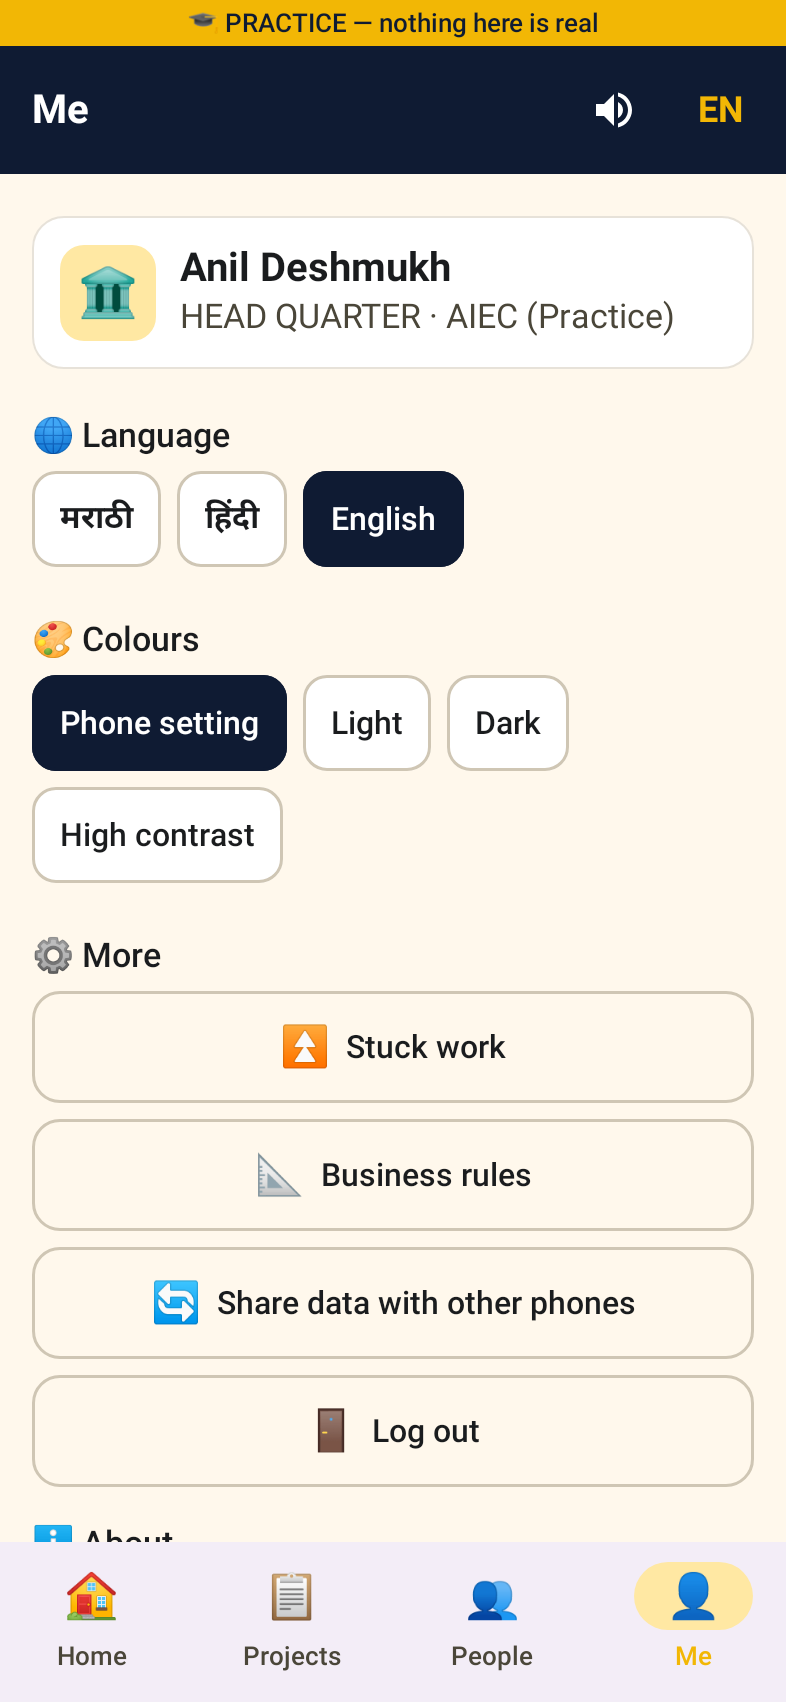 PRACTICE — nothing here is real
Me
EN
Anil Deshmukh
HEAD QUARTER · AIEC (Practice)
Language
मराठी
हिंदी
English
Colours
Phone setting
Light
Dark
High contrast
More
Stuck work
Business rules
Share data with other phones
Log out
About
Home
Projects
People
Me